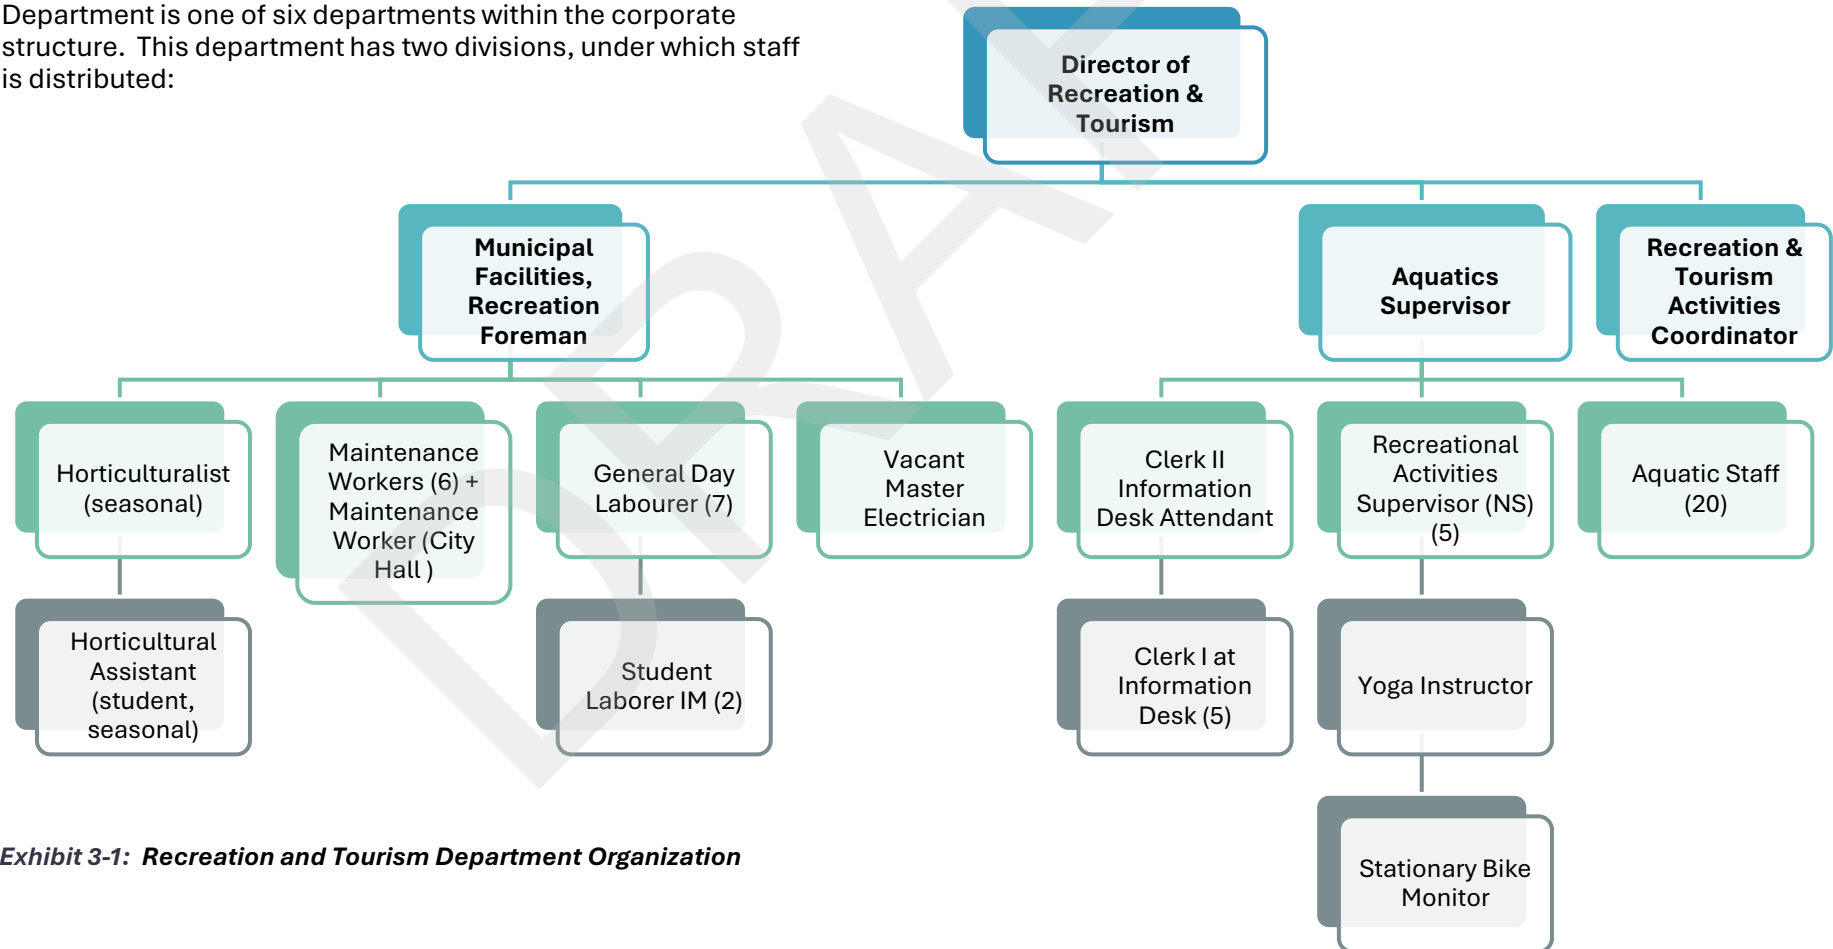 Department is one of six departments within the corporate
structure.  This department has two divisions, under which staff
is distributed:
Director of
Recreation &
Tourism
Municipal
Facilities,
Recreation
Foreman
Aquatics
Supervisor
Recreation &
Tourism
Activities
Coordinator
Horticulturalist
(seasonal)
Maintenance
Workers (6) +
Maintenance
Worker (City
Hall )
General Day
Labourer (7)
Vacant
Master
Electrician
Clerk II
Information
Desk Attendant
Recreational
Activities
Supervisor (NS)
(5)
Aquatic Staff
(20)
Horticultural
Assistant
(student,
seasonal)
Student
Laborer IM (2)
Clerk I at
Information
Desk (5)
Yoga Instructor
Stationary Bike
Monitor
Exhibit 3-1:  Recreation and Tourism Department Organization
DRAF